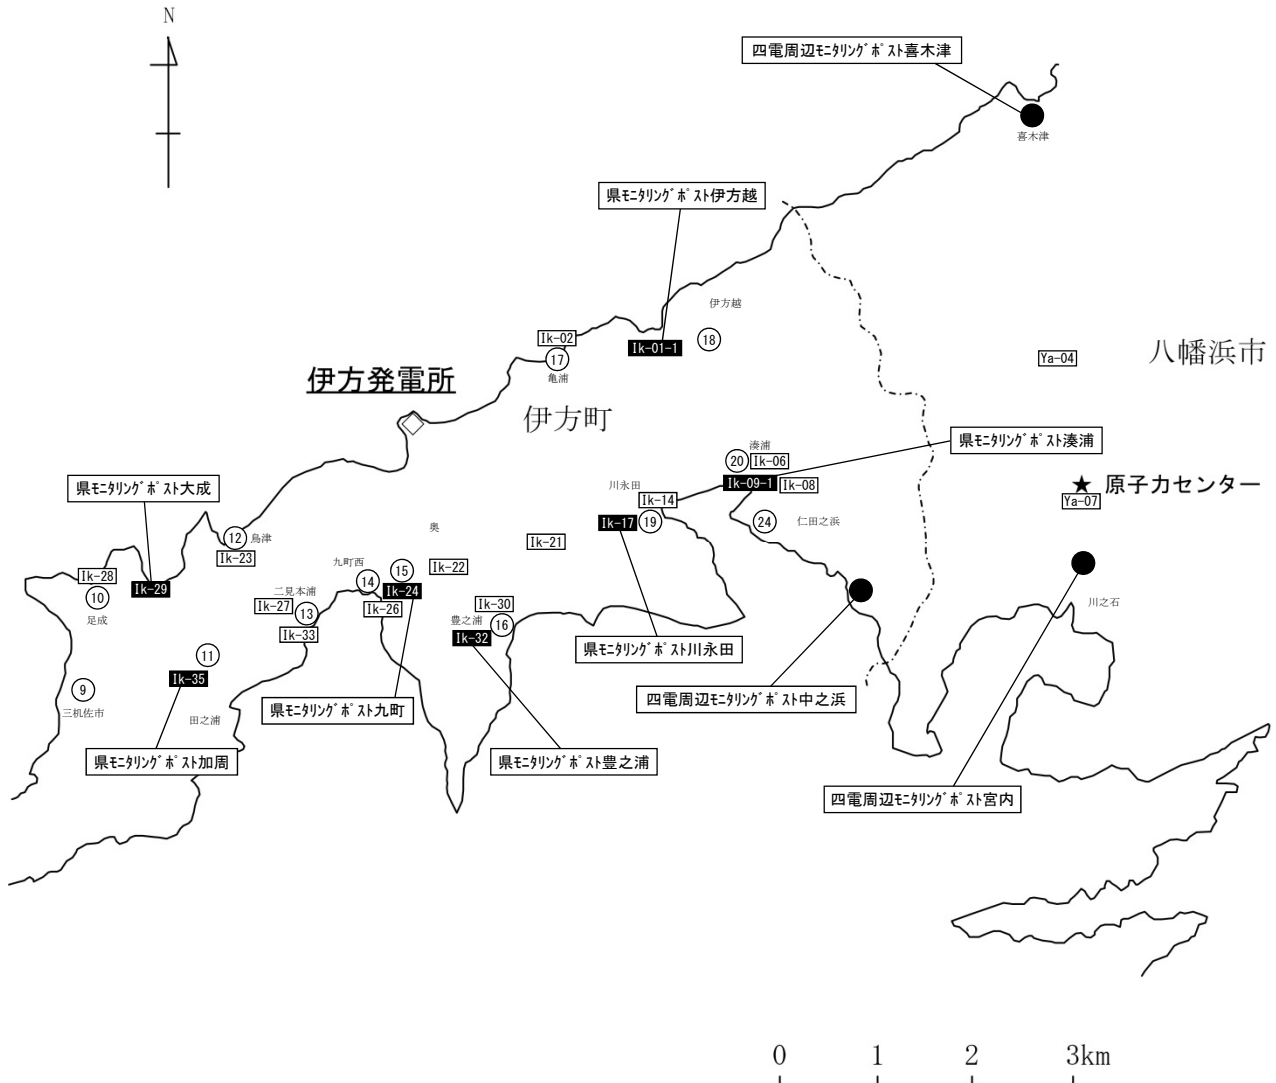 N
四電周辺ﾓﾆﾀﾘﾝｸﾞﾎﾟｽﾄ喜木津
喜木津
県ﾓﾆﾀﾘﾝｸﾞﾎﾟｽﾄ伊方越
伊方越
Ik-02
Ik-01-1
18
17
亀浦
Ya-04
八幡浜市
伊方発電所
伊方町
県ﾓﾆﾀﾘﾝｸﾞﾎﾟｽﾄ湊浦
湊浦
20
Ik-06
Ik-09-1
Ik-08
★ 原子力センター
Ya-07
県ﾓﾆﾀﾘﾝｸﾞﾎﾟｽﾄ大成
川永田
Ik-14
Ik-17
19
24
仁田之浜
奥
12
鳥津
Ik-23
Ik-21
九町西
15
Ik-22
14
Ik-24
Ik-28
Ik-29
10
足成
二見本浦
Ik-27
13
Ik-26
Ik-33
豊之浦
Ik-30
16
Ik-32
川之石
県ﾓﾆﾀﾘﾝｸﾞﾎﾟｽﾄ川永田
11
Ik-35
9
三机佐市
田之浦
県ﾓﾆﾀﾘﾝｸﾞﾎﾟｽﾄ九町
四電周辺ﾓﾆﾀﾘﾝｸﾞﾎﾟｽﾄ中之浜
県ﾓﾆﾀﾘﾝｸﾞﾎﾟｽﾄ加周
県ﾓﾆﾀﾘﾝｸﾞﾎﾟｽﾄ豊之浦
四電周辺ﾓﾆﾀﾘﾝｸﾞﾎﾟｽﾄ宮内
0 1 2 3km